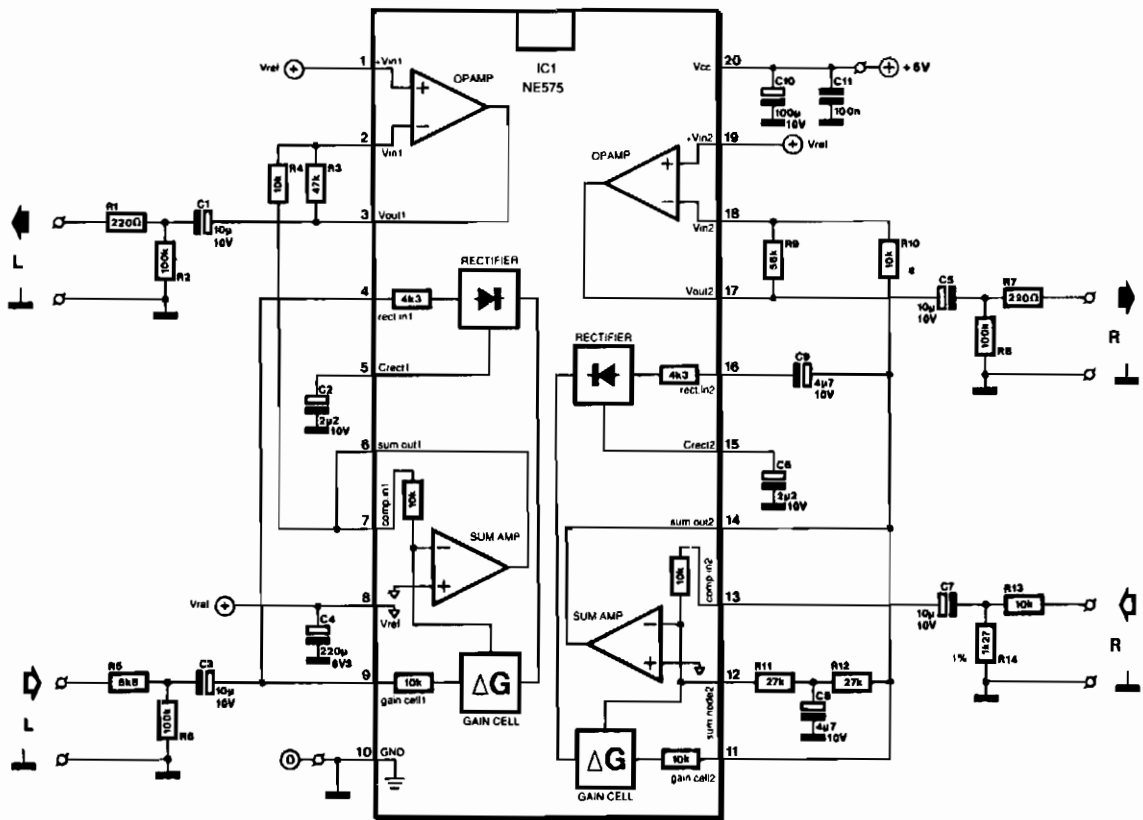 IC1
NE575
1
+Vin1
Vref
OPAMP
2
Vin1
R4
10k
R3
47k
3
Vout1
R1
220Ω
C1
10µ
10V
100k
R2
L
RECTIFIER
4
4k3
rect.in1
5
Crect1
C2
2µ2
10V
6
sum out1
7
comp.in1
10k
SUM AMP
8
Vref
Vref
C4
220µ
6V3
9
10k
gain cell1
ΔG
GAIN CELL
R5
6k8
C3
10µ
10V
100k
R6
L
0
10
GND
20
Vcc
C10
100µ
10V
C11
100n
19
+Vin2
Vref
OPAMP
18
Vin2
R9
R10
10k
17
Vout2
C5
10µ
10V
R7
220Ω
100k
R8
R
RECTIFIER
4k3
16
rect.in2
C9
4µ7
10V
15
Crect2
C6
2µ2
10V
14
sum out2
10k
comp.in2
13
SUM AMP
C7
10µ
10V
R13
10k
1k27
1%
R14
R
12
sum node2
R11
27k
R12
27k
C8
4µ7
10V
11
10k
gain cell2
ΔG
GAIN CELL